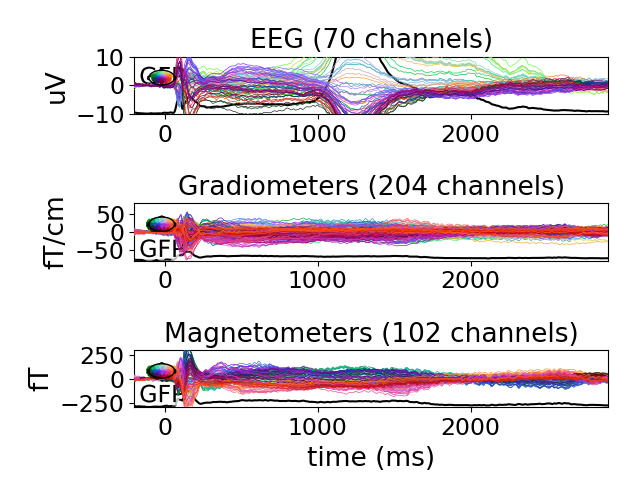 EEG (70 channels)
10
0
−10
uV
GFP
0 1000 2000
Gradiometers (204 channels)
50
0
−50
fT/cm
GFP
0 1000 2000
Magnetometers (102 channels)
250
0
−250
fT
GFP
0 1000 2000
time (ms)